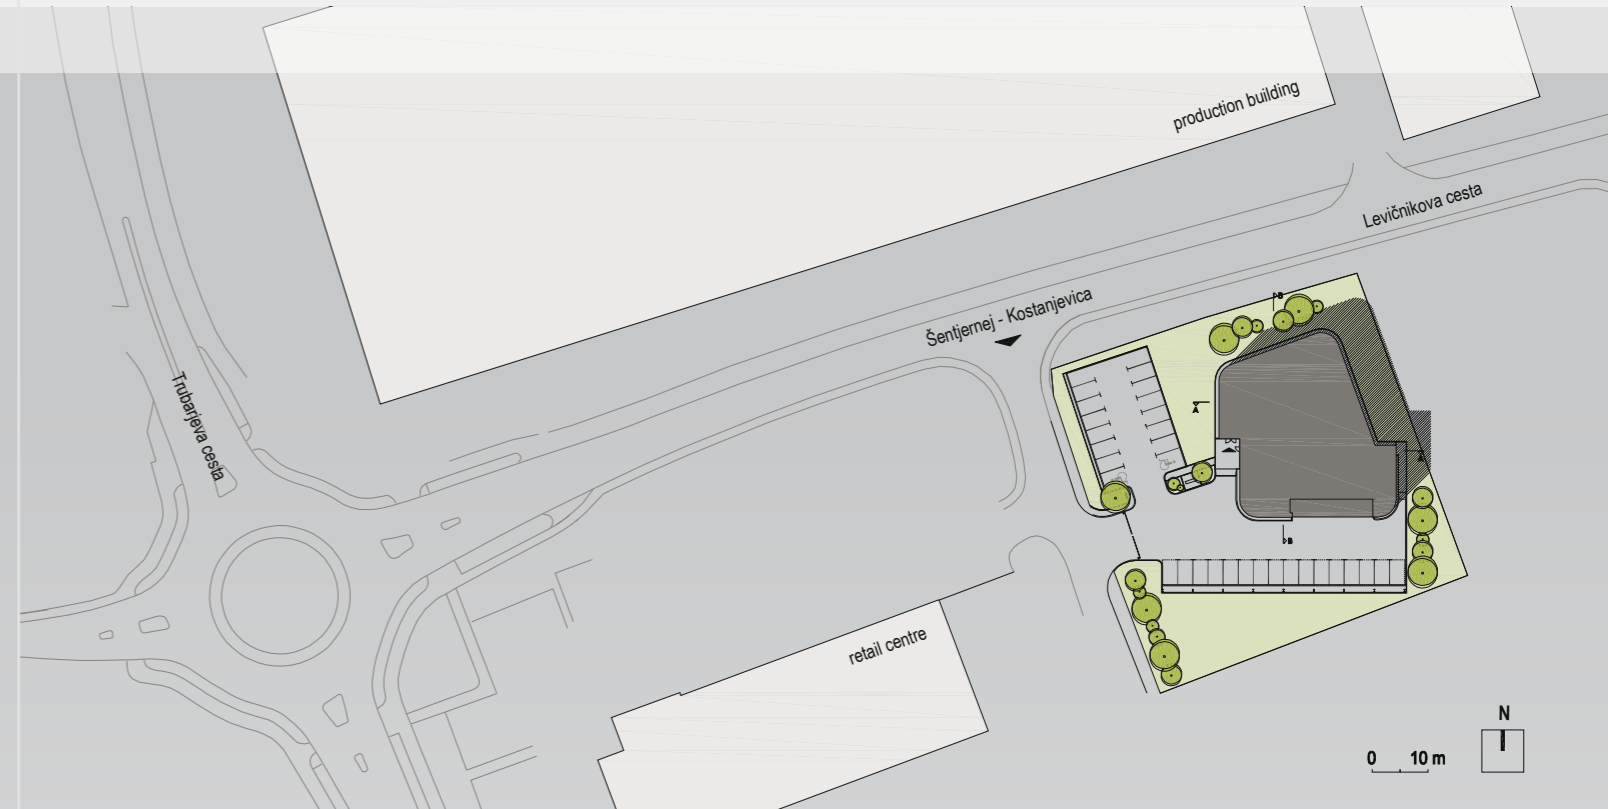 production building
Levičnikova cesta
Šentjernej - Kostanjevica
Trubarjeva cesta
B
A
A
B
retail centre
N
0 10 m